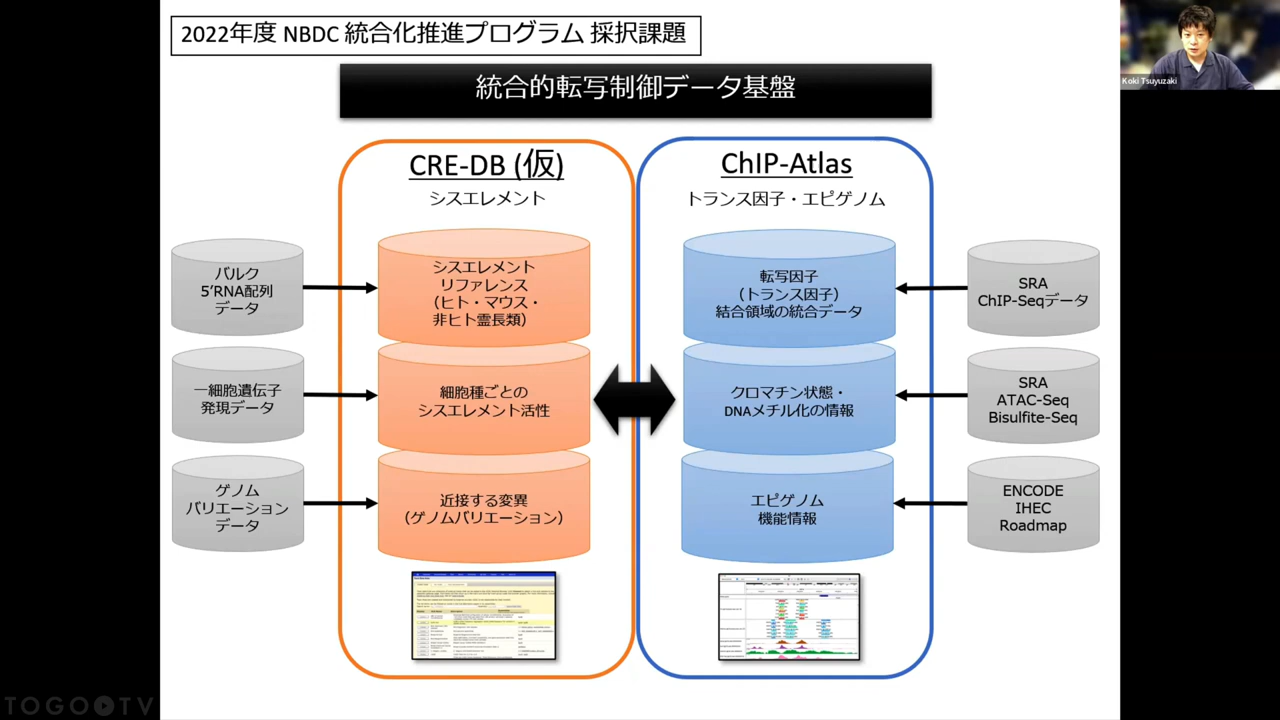 2022年度 NBDC 統合化推進プログラム 採択課題
Koki Tsuyuzaki
統合的転写制御データ基盤
CRE-DB (仮)
シスエレメント
バルク
5’RNA配列
データ
シスエレメント
リファレンス
(ヒト・マウス・
非ヒト霊長類)
一細胞遺伝子
発現データ
細胞種ごとの
シスエレメント活性
ゲノム
バリエーション
データ
近接する変異
(ゲノムバリエーション)
ChIP-Atlas
トランス因子・エピゲノム
転写因子
(トランス因子)
結合領域の統合データ
SRA
ChIP-Seqデータ
クロマチン状態・
DNAメチル化の情報
SRA
ATAC-Seq
Bisulfite-Seq
エピゲノム
機能情報
ENCODE
IHEC
Roadmap
TOGOTV